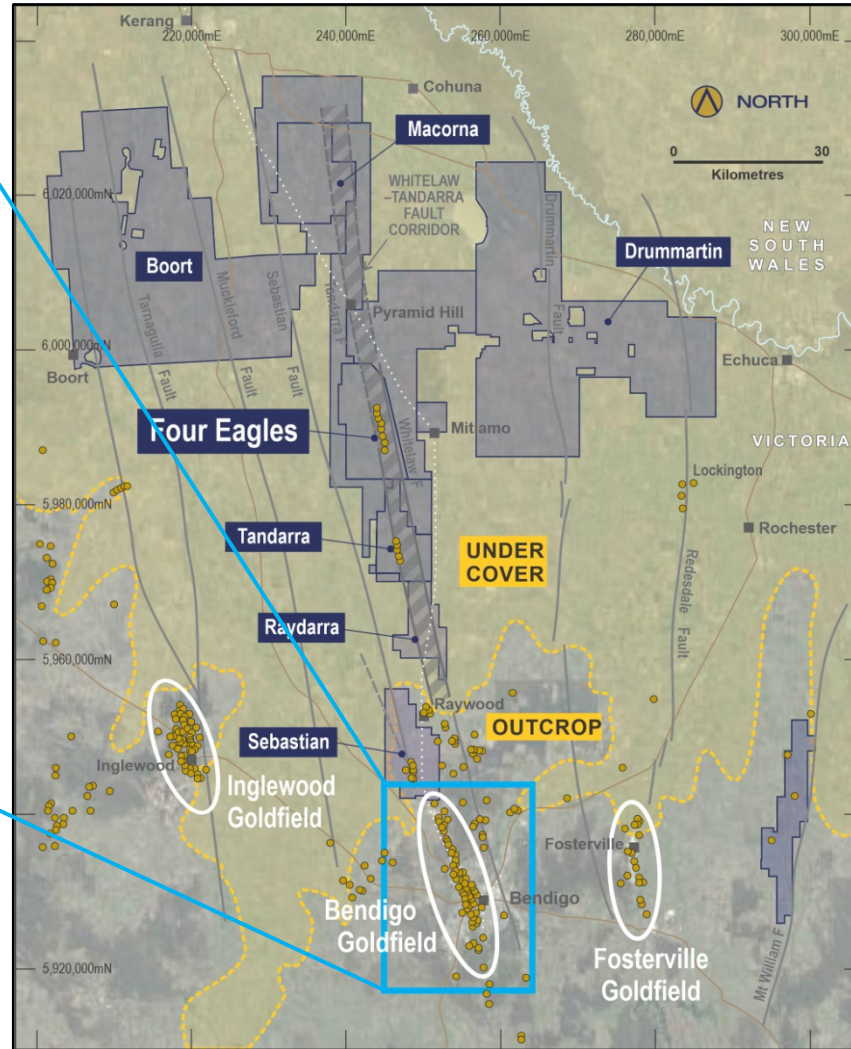 Kerang
220,000mE
240,000mE
260,000mE
280,000mE
300,000mE
Cohuna
NORTH
0
30
Kilometres
Macorna
6,020,000mN
WHITELAW
–TANDARRA
FAULT
CORRIDOR
Drummartin
Fault
NEW
SOUTH
WALES
Boort
Drummartin
Tarnagulla
Fault
Muckleford
Fault
Sebastian
Fault
Tandarra F
Pyramid Hill
6,000,000mN
Boort
Echuca
Four Eagles
Whitelaw F
Mitiamo
VICTORIA
Lockington
5,980,000mN
Rochester
Tandarra
UNDER
COVER
Redesdale
Fault
Raydarra
5,960,000mN
Raywood
OUTCROP
Sebastian
Inglewood
Inglewood
Goldfield
Fosterville
Bendigo
Bendigo
Goldfield
Fosterville
Goldfield
Mt William F
5,920,000mN